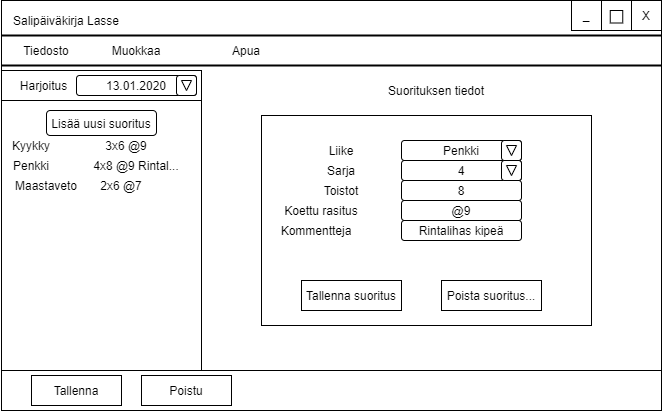 Salipäiväkirja Lasse
_ X
Tiedosto Muokkaa Apua
Harjoitus 13.01.2020
Lisää uusi suoritus
Kyykky 3x6 @9
Penkki 4x8 @9 Rintal...
Maastaveto 2x6 @7
Suorituksen tiedot
Liike Penkki
Sarja 4
Toistot 8
Koettu rasitus @9
Kommentteja Rintalihas kipeä
Tallenna suoritus Poista suoritus...
Tallenna Poistu